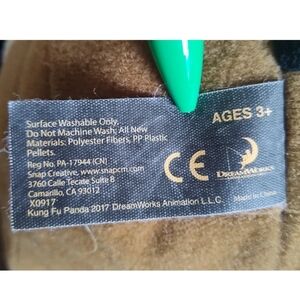 Surface Washable Only.
AGES 3+
Do Not Machine Wash; All New
Materials: Polyester Fibers, PP Plastic
Pellets.
Reg No. PA-17944 (CN)
Snap Creative, www.snapcm.com
3760 Calle Tecate Suite B
Camarillo, CA 93012
X0917
CE
DREAMWORKS
Kung Fu Panda 2017 DreamWorks Animation L.L.C.
Made in China